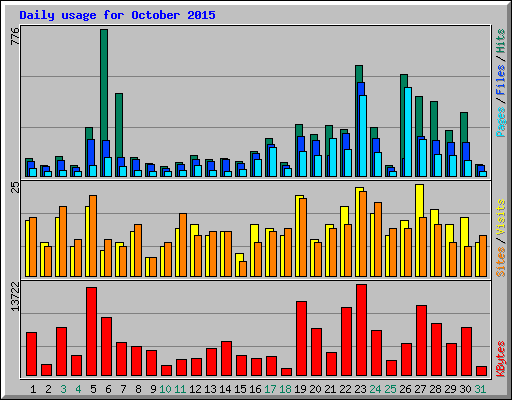 Daily usage for October 2015
776
Pages / Files / Hits
25
Sites / Visits
13722
KBytes
1 2 3 4 5 6 7 8 9 10 11 12 13 14 15 16 17 18 19 20 21 22 23 24 25 26 27 28 29 30 31